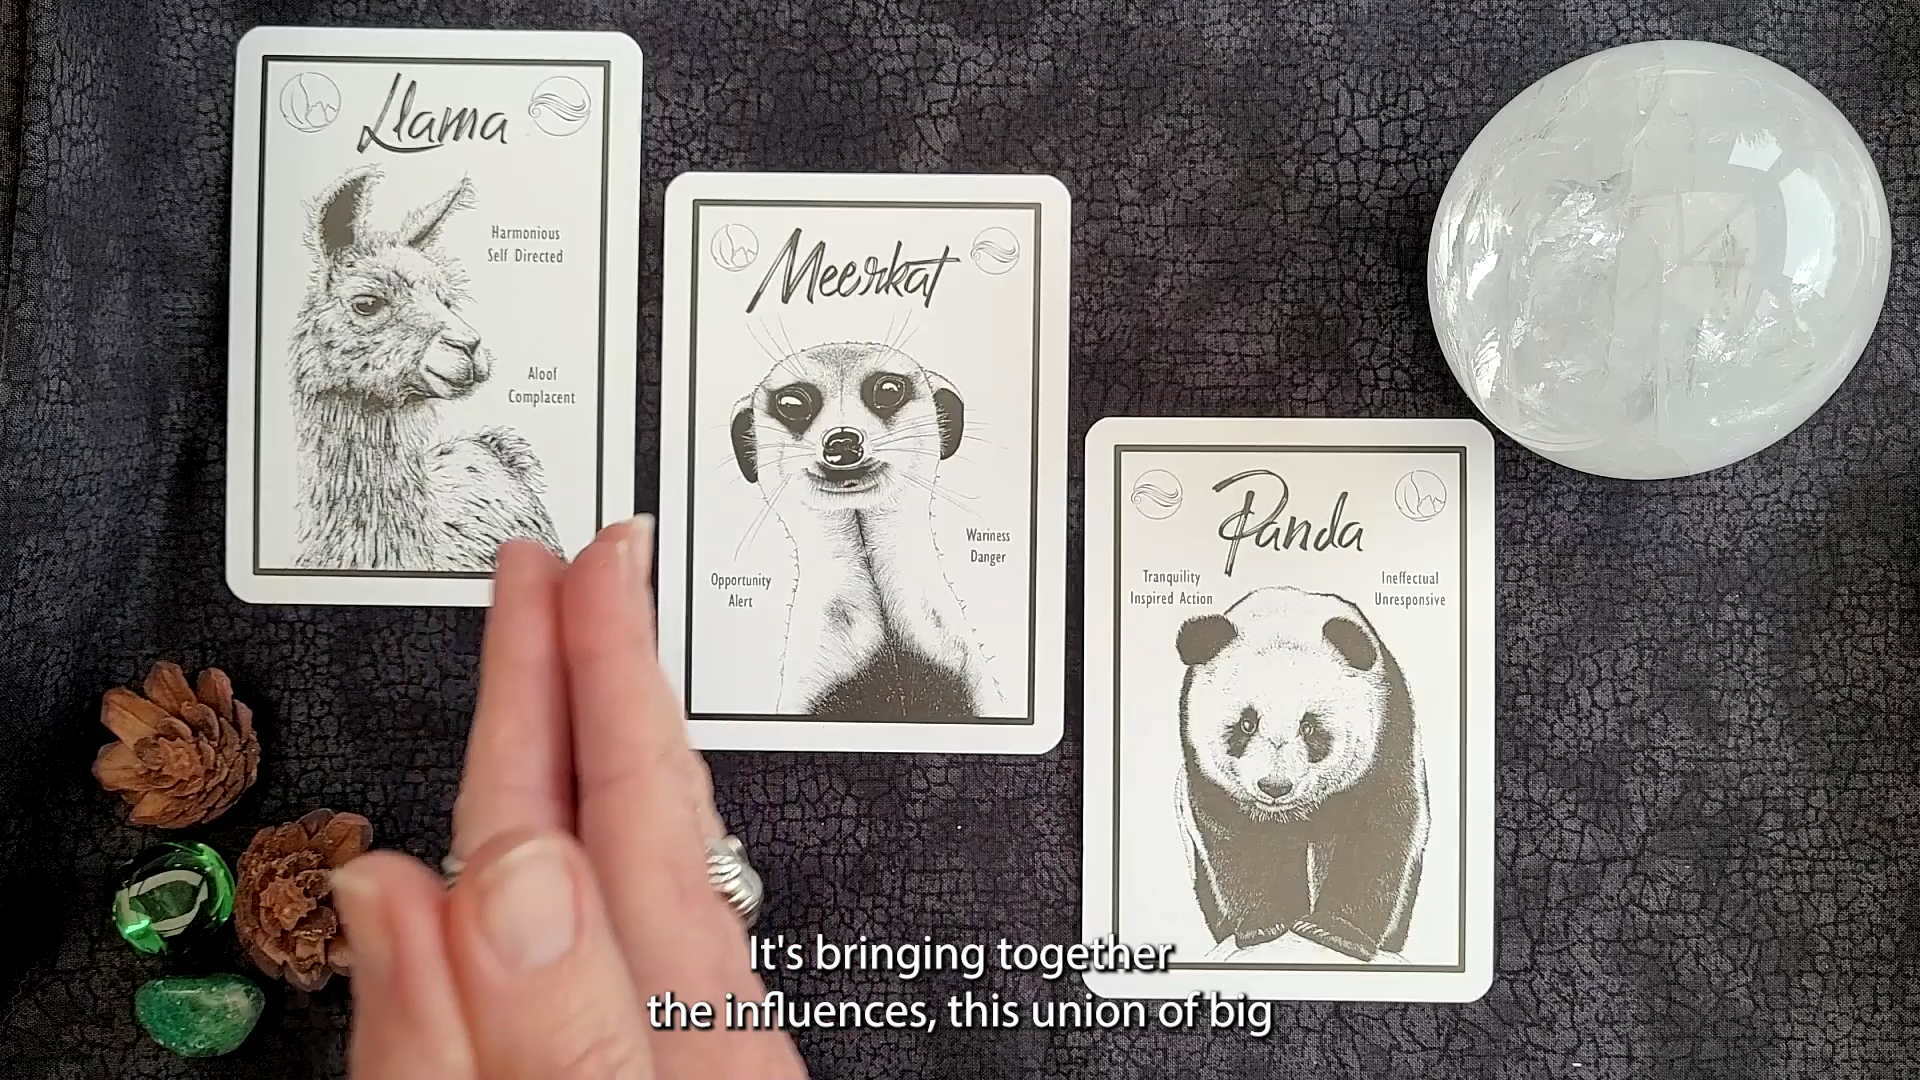 Llama
Harmonious
Self Directed
Aloof
Complacent
Meerkat
Wariness
Danger
Opportunity
Alert
Panda
Tranquility
Inspired Action
Ineffectual
Unresponsive
It's bringing together
the influences, this union of big